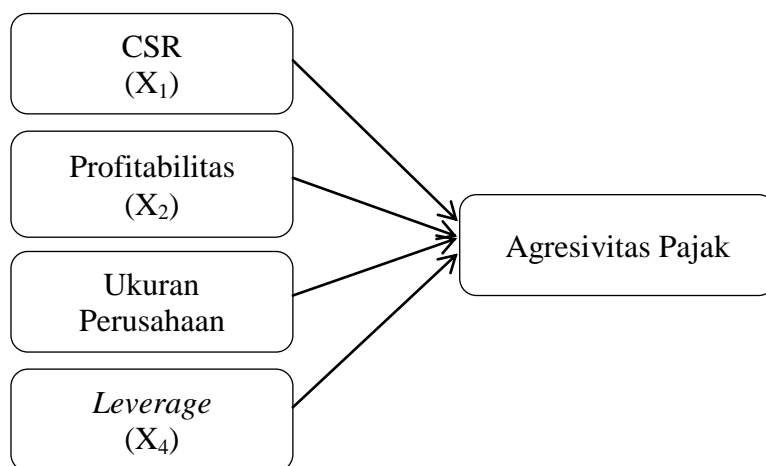 CSR
(X₁)
Profitabilitas
(X₂)
Ukuran
Perusahaan
Leverage
(X₄)
Agresivitas Pajak